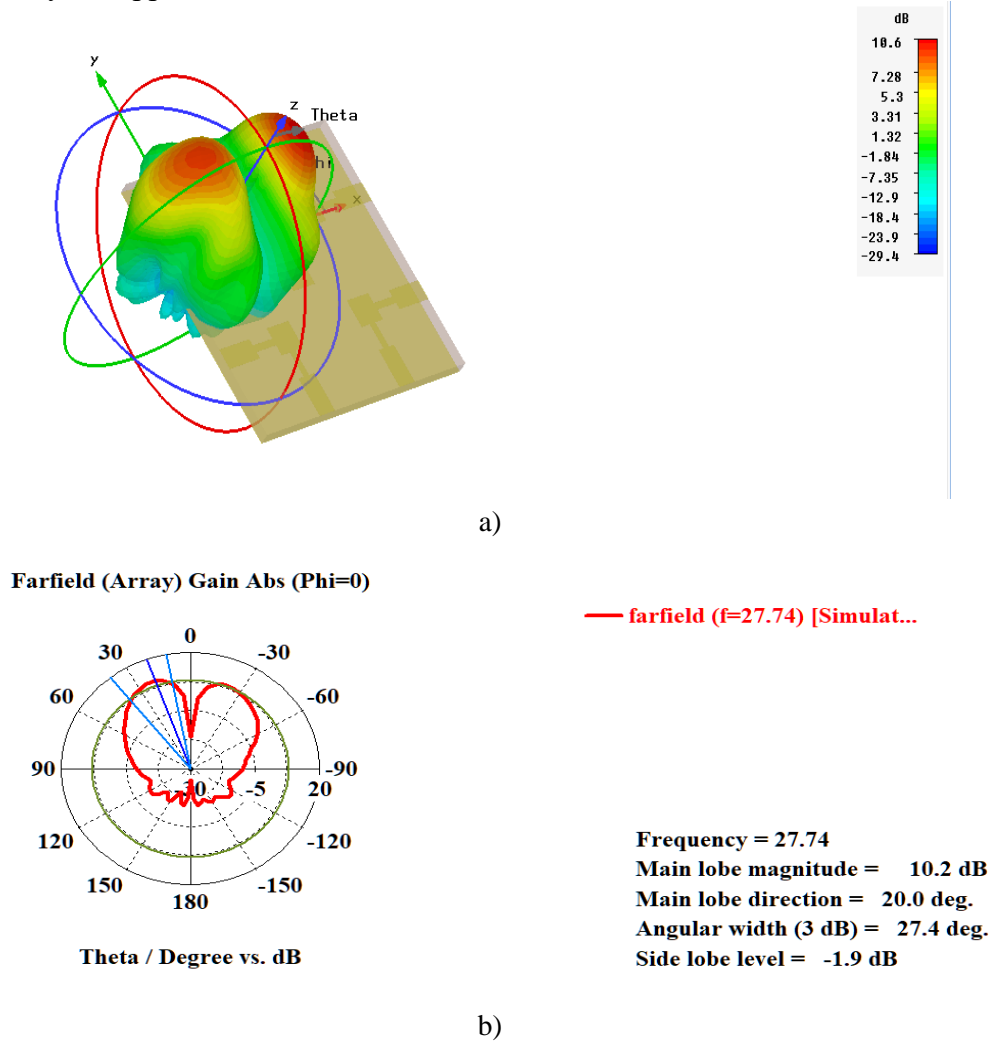 dB
10.6
7.28
5.3
3.31
1.32
-1.84
-7.35
-12.9
-18.4
-23.9
-29.4
y
z Theta
hi
x
a)
Farfield (Array) Gain Abs (Phi=0)
farfield (f=27.74) [Simulat...
0
30 -30
60 -60
90 -90
-5 20
120 -120
150 -150
180
Theta / Degree vs. dB
Frequency = 27.74
Main lobe magnitude = 10.2 dB
Main lobe direction = 20.0 deg.
Angular width (3 dB) = 27.4 deg.
Side lobe level = -1.9 dB
b)